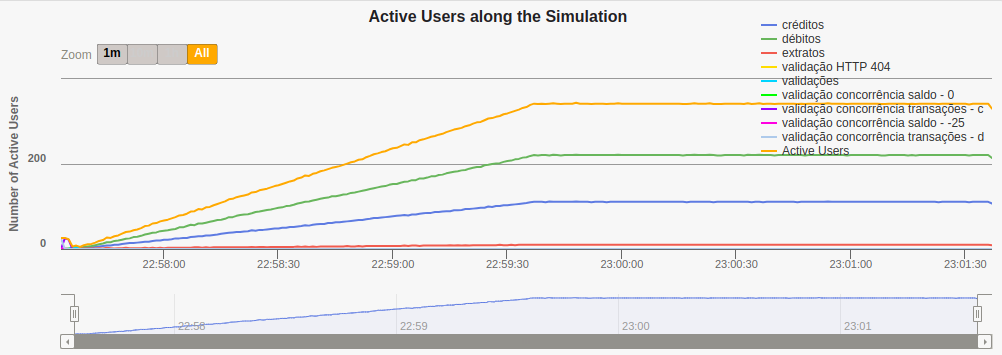 Active Users along the Simulation
Zoom 1m All
créditos
débitos
extratos
validação HTTP 404
validações
validação concorrência saldo - 0
validação concorrência transações - c
validação concorrência saldo - -25
validação concorrência transações - d
Active Users
Number of Active Users
200
0
22:58:00 22:58:30 22:59:00 22:59:30 23:00:00 23:00:30 23:01:00 23:01:30
22:58 22:59 23:00 23:01